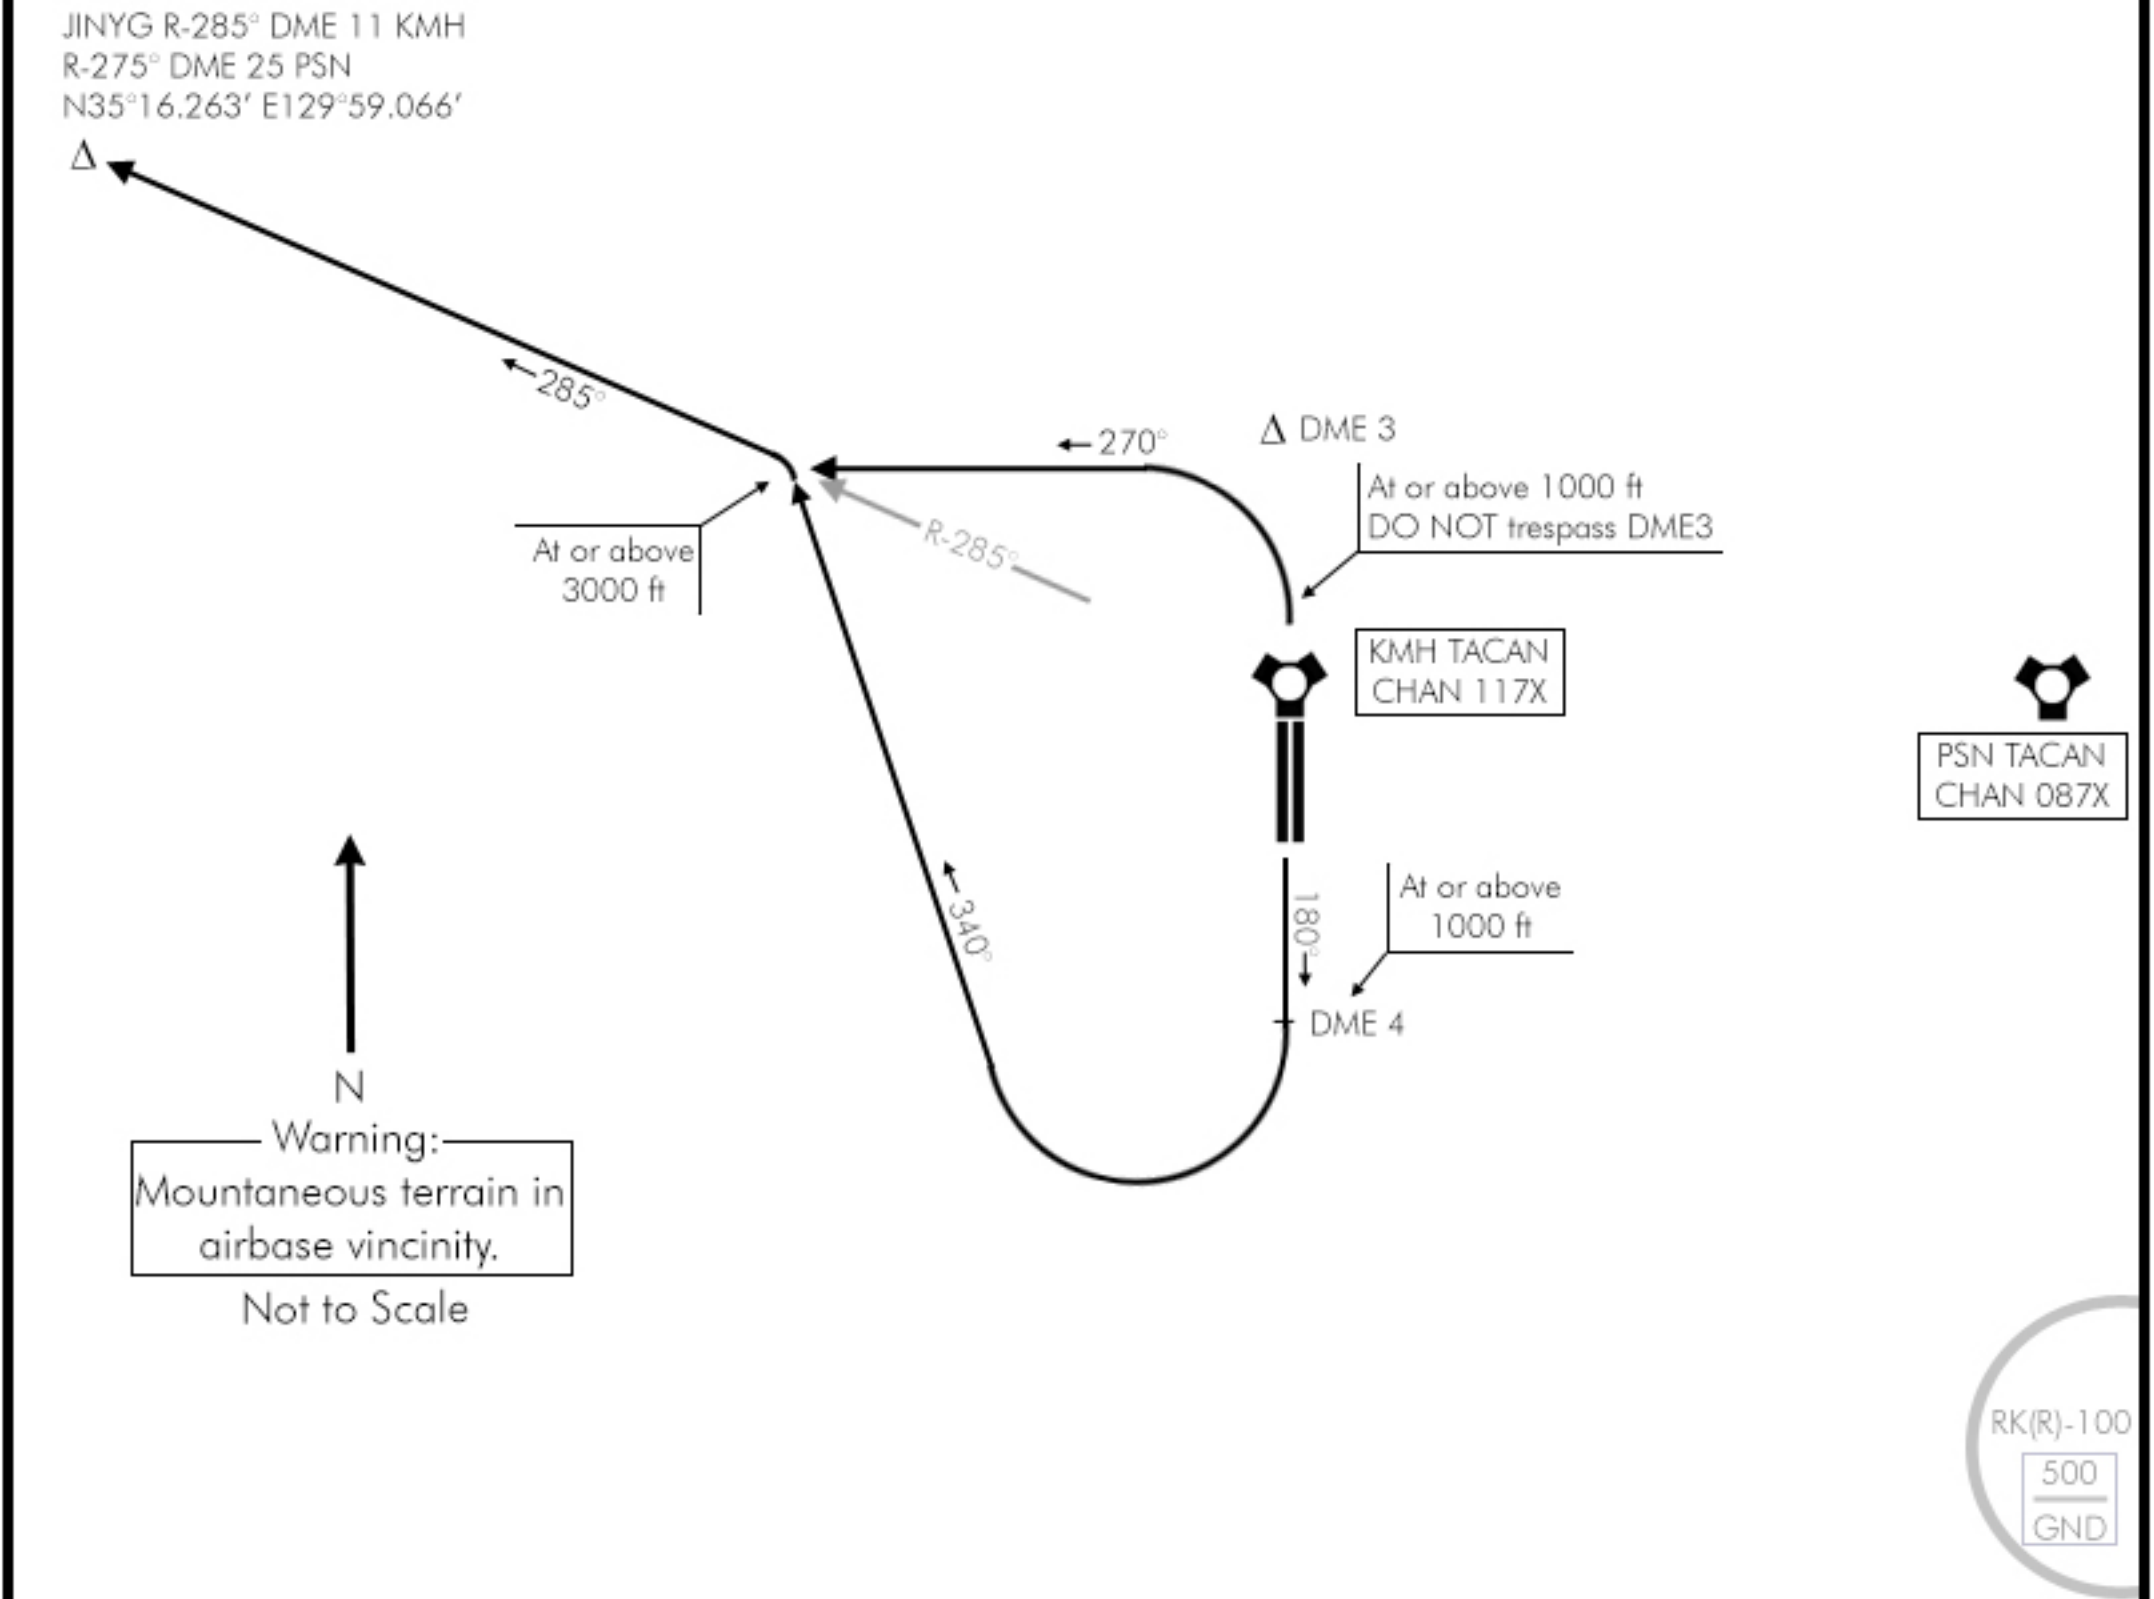 JINYG R-285° DME 11 KMH
R-275° DME 25 PSN
N35°16.263' E129°59.066'
Δ
←285°
←270°
Δ DME 3
At or above 1000 ft
DO NOT trespass DME3
R-285°
At or above
3000 ft
KMH TACAN
CHAN 117X
PSN TACAN
CHAN 087X
←340°
180°→
At or above
1000 ft
DME 4
N
Warning:
Mountaneous terrain in
airbase vincinity.
Not to Scale
RK(R)-100
500
GND